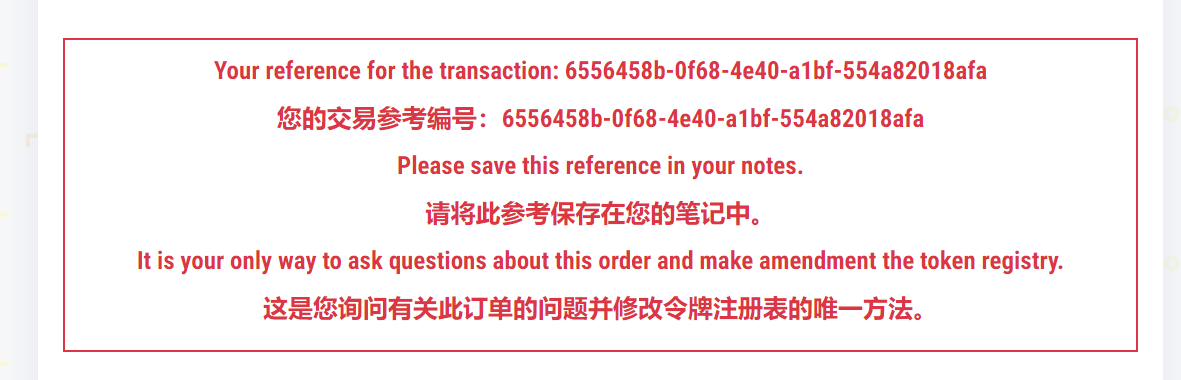 Your reference for the transaction: 6556458b-0f68-4e40-a1bf-554a82018afa
您的交易参考编号：6556458b-0f68-4e40-a1bf-554a82018afa
Please save this reference in your notes.
请将此参考保存在您的笔记中。
It is your only way to ask questions about this order and make amendment the token registry.
这是您询问有关此订单的问题并修改令牌注册表的唯一方法。